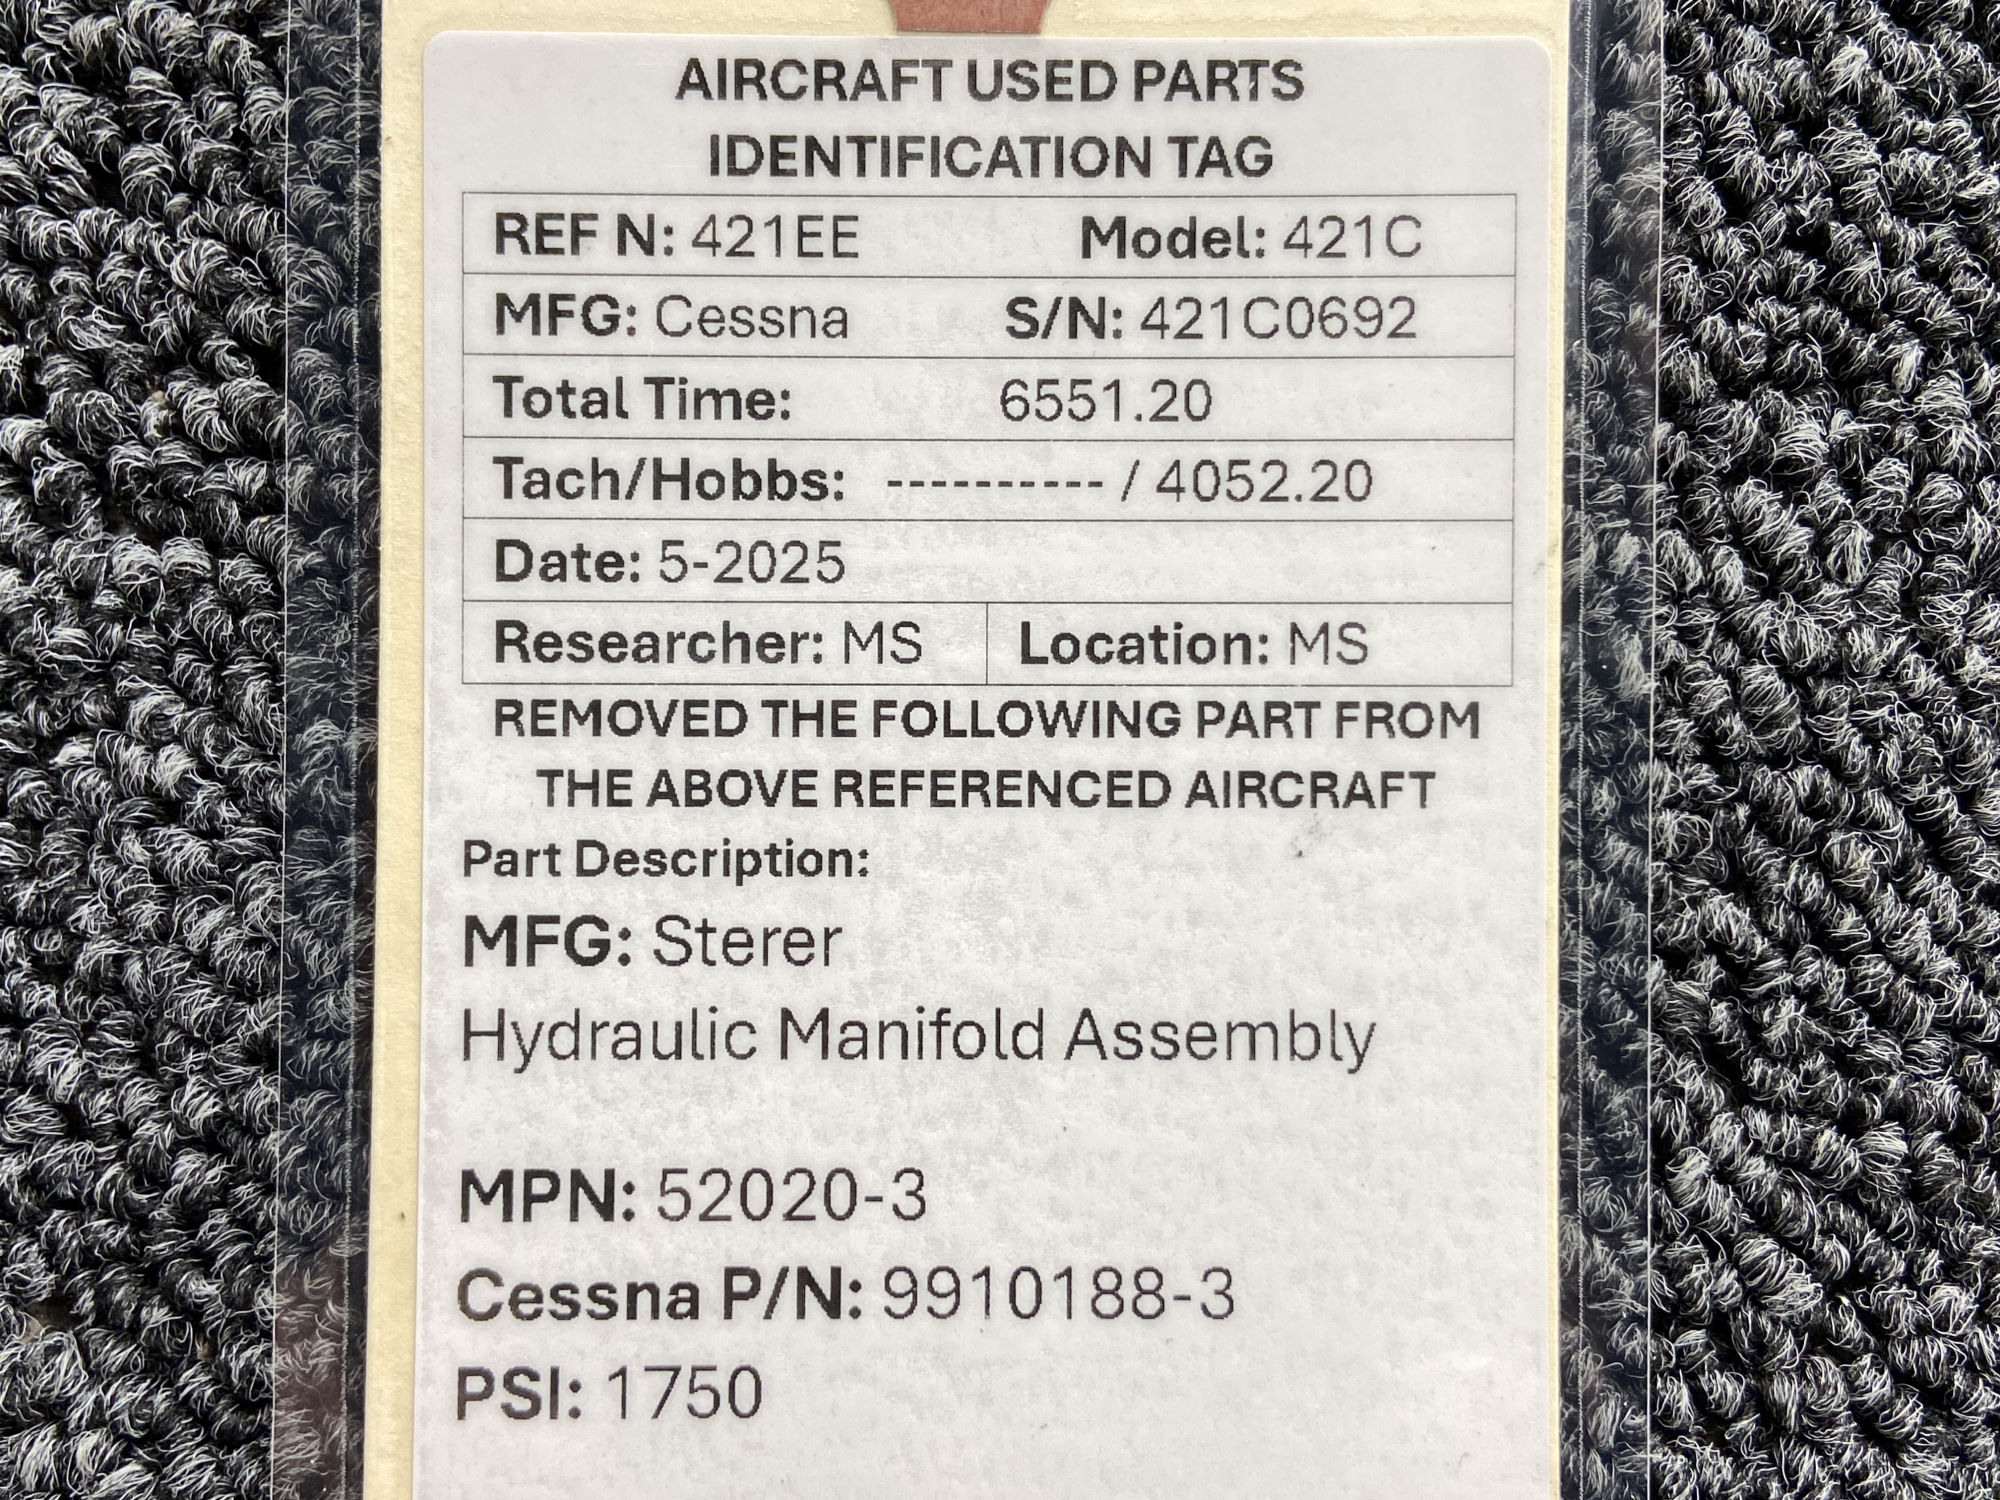 AIRCRAFT USED PARTS
IDENTIFICATION TAG
REF N: 421EE Model: 421C
MFG: Cessna S/N: 421C0692
Total Time: 6551.20
Tach/Hobbs: ---------- / 4052.20
Date: 5-2025
Researcher: MS Location: MS
REMOVED THE FOLLOWING PART FROM
THE ABOVE REFERENCED AIRCRAFT
Part Description:
MFG: Sterer
Hydraulic Manifold Assembly
MPN: 52020-3
Cessna P/N: 9910188-3
PSI: 1750